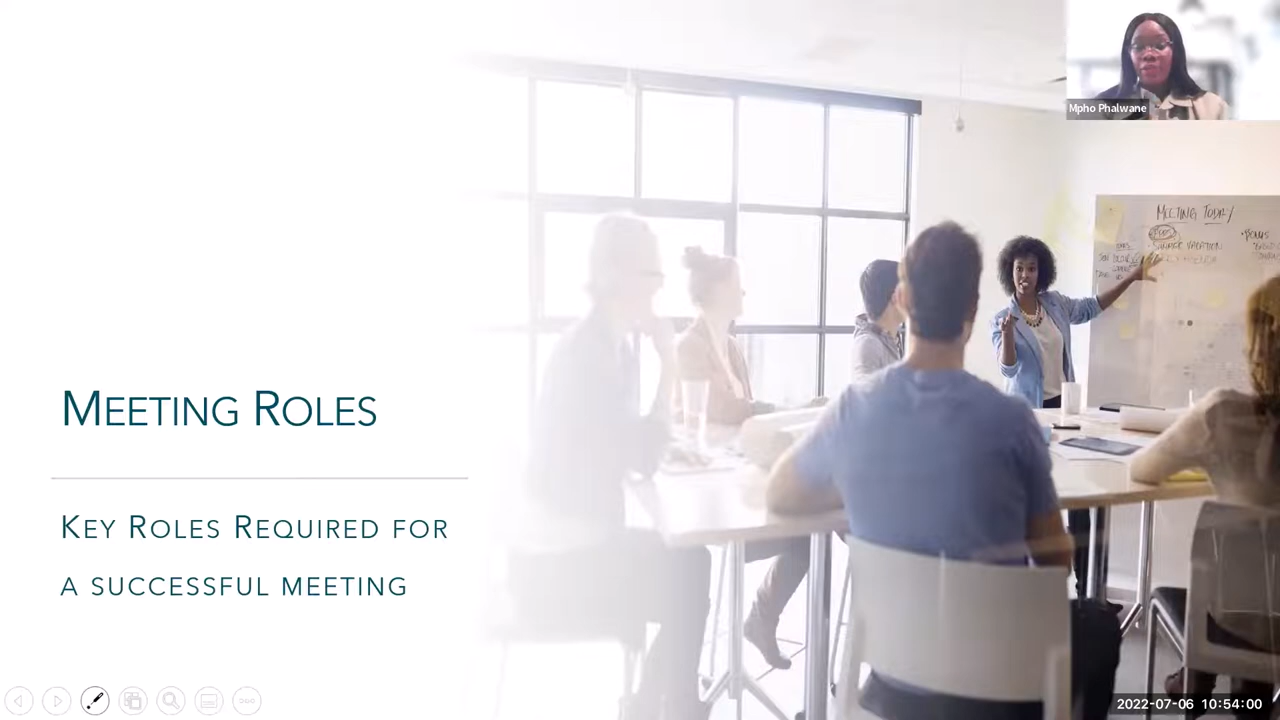 Mpho Phalwane
MEETING TODAY
MEETING ROLES
KEY ROLES REQUIRED FOR
A SUCCESSFUL MEETING
2022-07-06 10:54:00